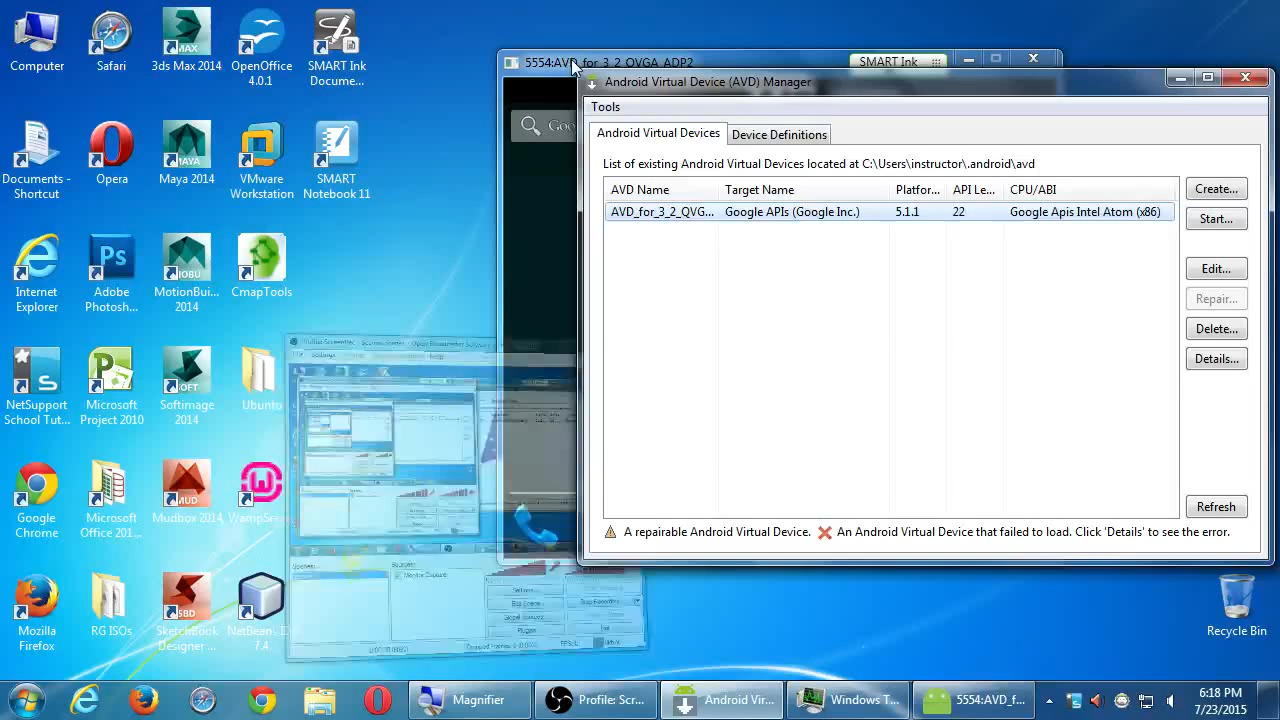 Computer
Safari
3ds Max 2014
OpenOffice
4.0.1
SMART Ink
Docume...
Documents -
Shortcut
Opera
Maya 2014
VMware
Workstation
SMART
Notebook 11
Internet
Explorer
Adobe
Photosh...
MotionBui...
2014
CmapTools
NetSupport
School Tut...
Microsoft
Project 2010
Softimage
2014
Ubuntu
Google
Chrome
Microsoft
Office 201...
Mudbox 2014
Mozilla
Firefox
RG ISOs
SketchBook
Designer ...
NetBeans I...
7.4
Recycle Bin
5554:AVD_for_3_2_QVGA_ADP2
SMART Ink
Android Virtual Device (AVD) Manager
Tools
Android Virtual Devices
Device Definitions
List of existing Android Virtual Devices located at C:\Users\instructor\.android\avd
AVD Name Target Name Platfor... API Le... CPU/ABI
AVD_for_3_2_QVG... Google APIs (Google Inc.) 5.1.1 22 Google Apis Intel Atom (x86)
Create...
Start...
Edit...
Repair...
Delete...
Details...
Refresh
A repairable Android Virtual Device. An Android Virtual Device that failed to load. Click 'Details' to see the error.
Magnifier
Profile: Scr...
Android Vir...
Windows T...
5554:AVD_f...
6:18 PM
7/23/2015